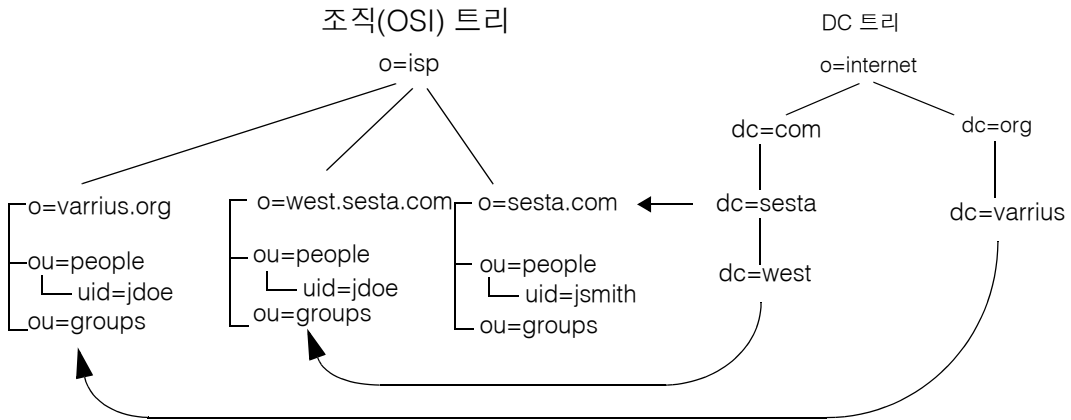 조직(OSI) 트리
DC 트리
o=isp
o=internet
dc=com
dc=org
o=varrius.org
o=west.sesta.com
o=sesta.com
dc=sesta
dc=varrius
ou=people
uid=jdoe
ou=groups
ou=people
uid=jdoe
ou=groups
ou=people
uid=jsmith
ou=groups
dc=west